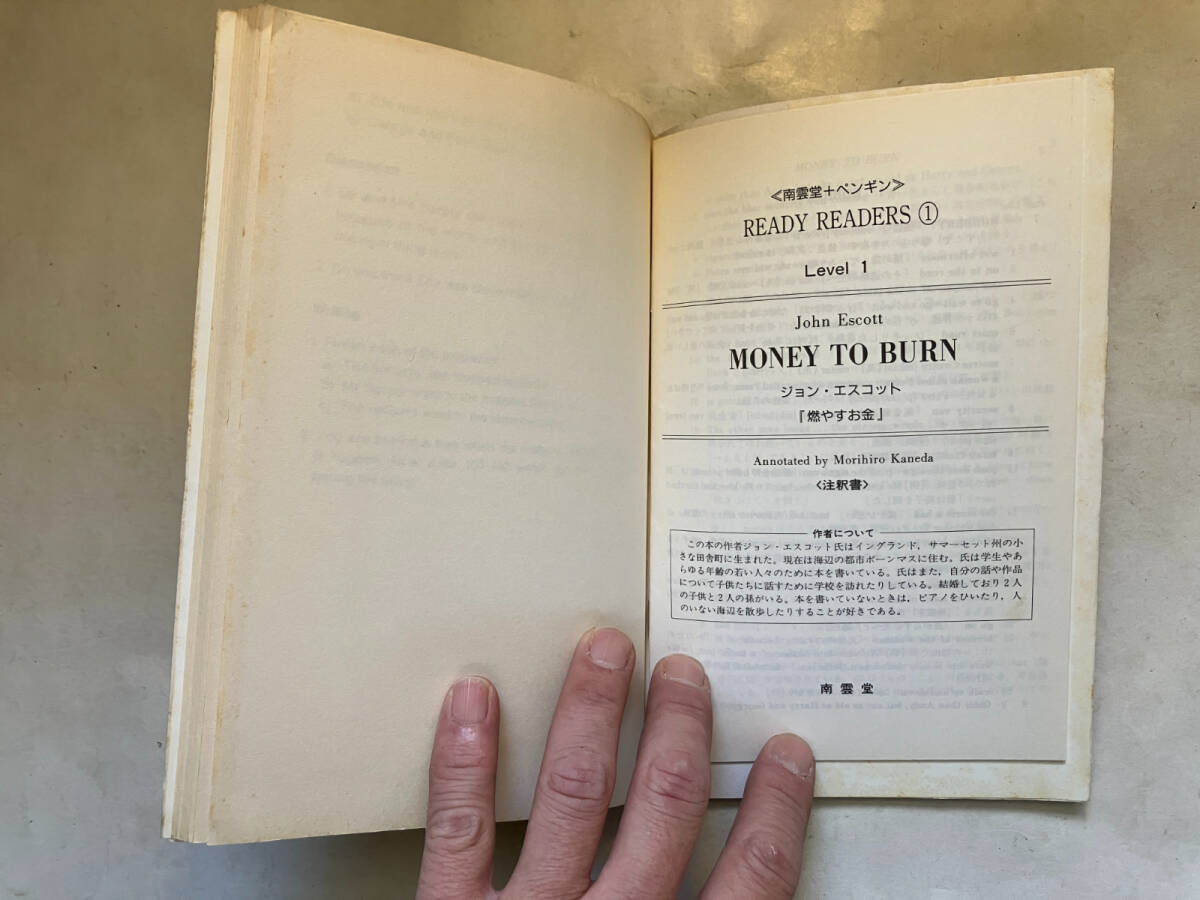 ≪南雲堂+ペンギン≫
READY READERS ①
Level 1
John Escott
MONEY TO BURN
ジョン・エスコット
『燃やすお金』
Annotated by Morihiro Kaneda
〈注釈書〉
作者について
この本の作者ジョン・エスコット氏はイングランド，サマーセット州の小
さな田舎町に生まれた。現在は海辺の都市ボーンマスに住む。氏は学生やあ
らゆる年齢の若い人々のために本を書いている。氏はまた，自分の話や作品
について子供たちに話すために学校を訪れたりしている。結婚しており2人
の子供と2人の孫がいる。本を書いていないときは，ピアノをひいたり，人
のいない海辺を散歩したりすることが好きである。
南雲堂